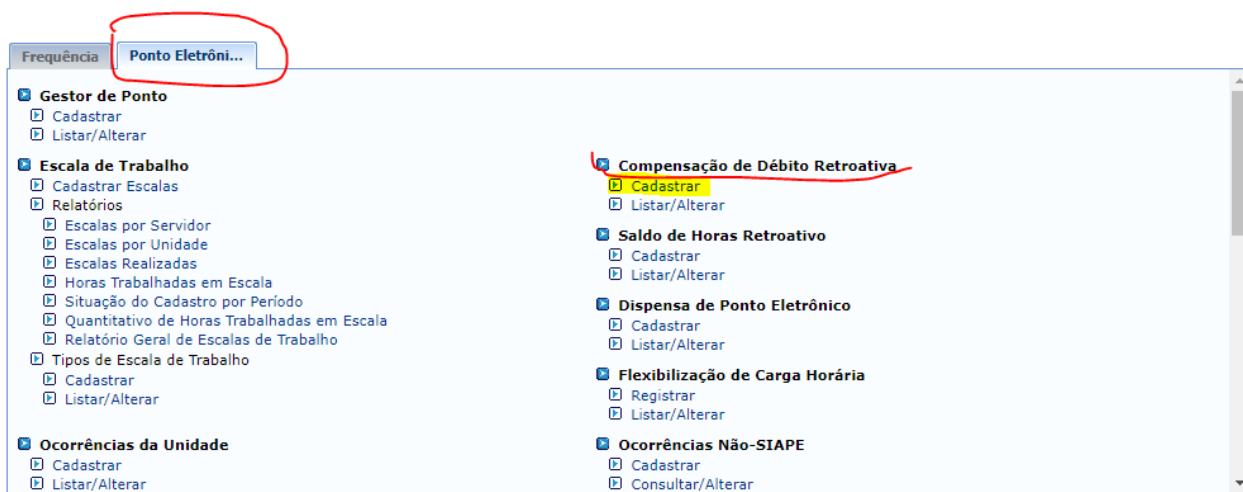 Frequência
Ponto Eletrôni...
Gestor de Ponto
Cadastrar
Listar/Alterar
Escala de Trabalho
Cadastrar Escalas
Relatórios
Escalas por Servidor
Escalas por Unidade
Escalas Realizadas
Horas Trabalhadas em Escala
Situação do Cadastro por Período
Quantitativo de Horas Trabalhadas em Escala
Relatório Geral de Escalas de Trabalho
Tipos de Escala de Trabalho
Cadastrar
Listar/Alterar
Ocorrências da Unidade
Cadastrar
Listar/Alterar
Compensação de Débito Retroativa
Cadastrar
Listar/Alterar
Saldo de Horas Retroativo
Cadastrar
Listar/Alterar
Dispensa de Ponto Eletrônico
Cadastrar
Listar/Alterar
Flexibilização de Carga Horária
Registrar
Listar/Alterar
Ocorrências Não-SIAPE
Cadastrar
Consultar/Alterar